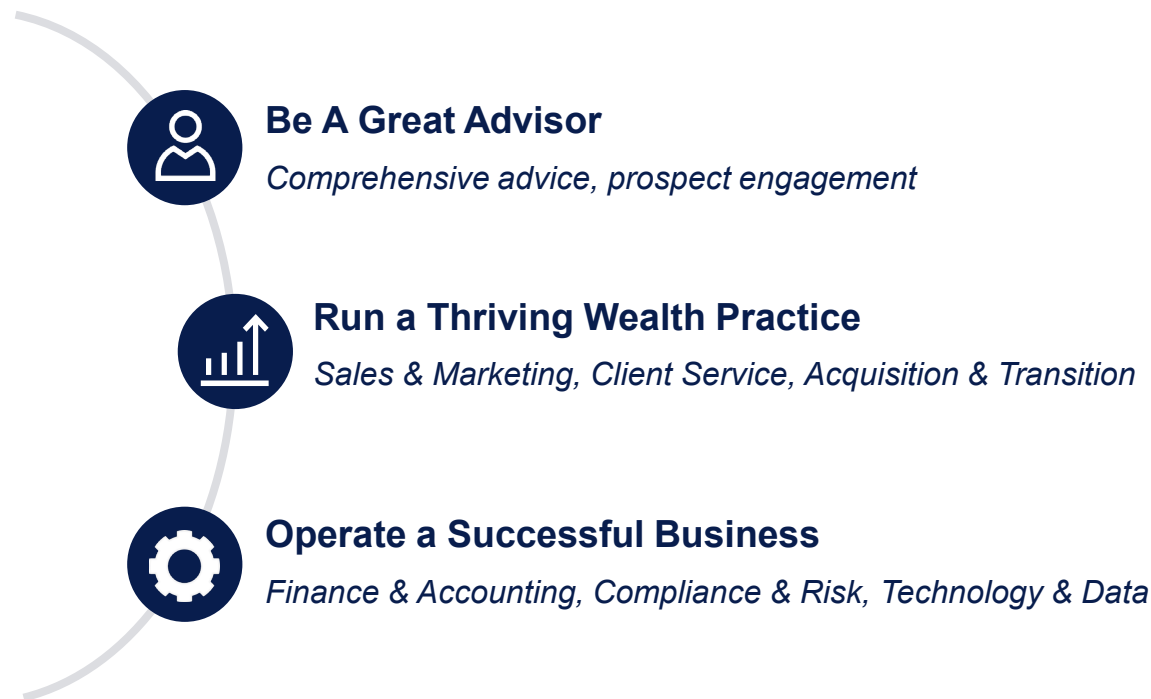 Be A Great Advisor
Comprehensive advice, prospect engagement
Run a Thriving Wealth Practice
Sales & Marketing, Client Service, Acquisition & Transition
Operate a Successful Business
Finance & Accounting, Compliance & Risk, Technology & Data